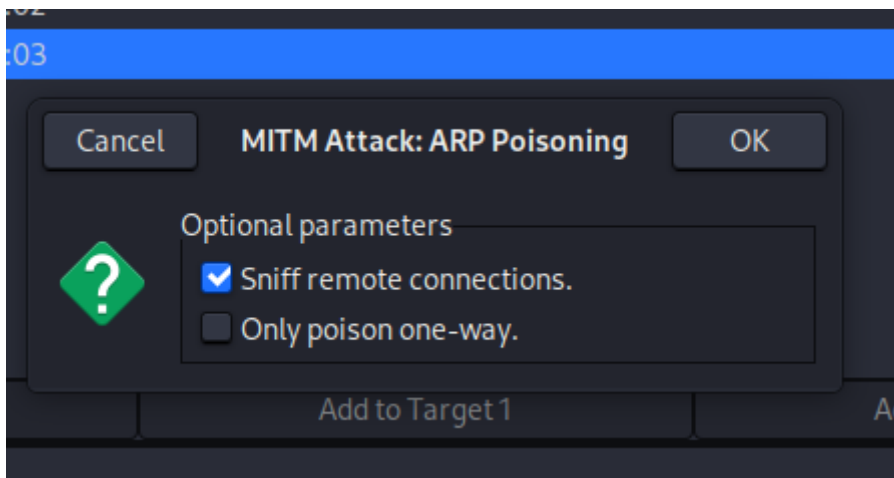 :03
Cancel
MITM Attack: ARP Poisoning
OK
Optional parameters
Sniff remote connections.
Only poison one-way.
Add to Target 1